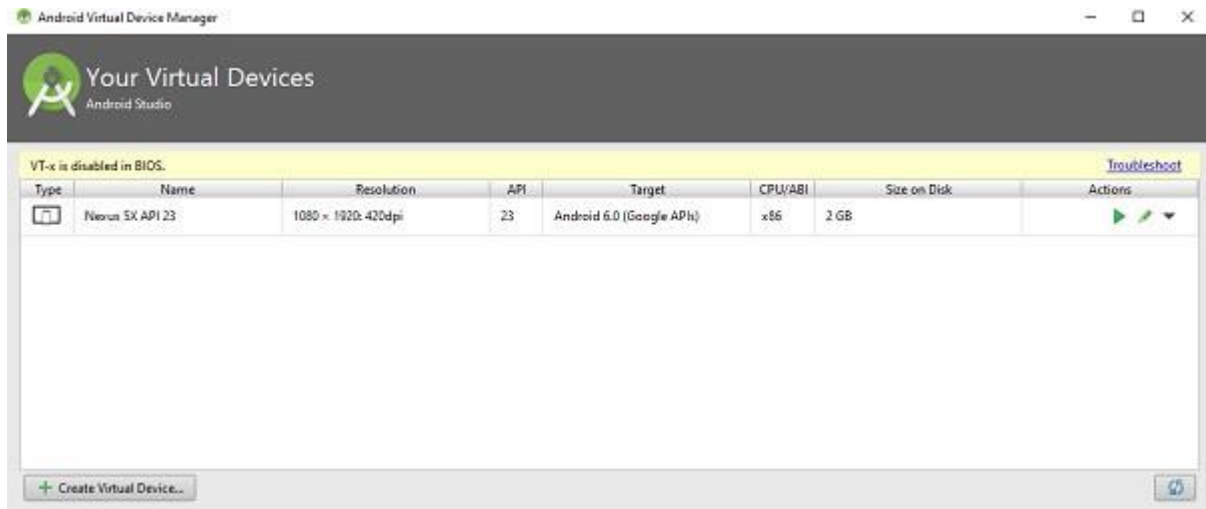 Android Virtual Device Manager
Your Virtual Devices
Android Studio
VT-x is disabled in BIOS. Troubleshoot
Type Name Resolution API Target CPU/ABI Size on Disk Actions
Nexus 5X API 23 1080 × 1920: 420dpi 23 Android 6.0 (Google APIs) x86 2 GB
Create Virtual Device...